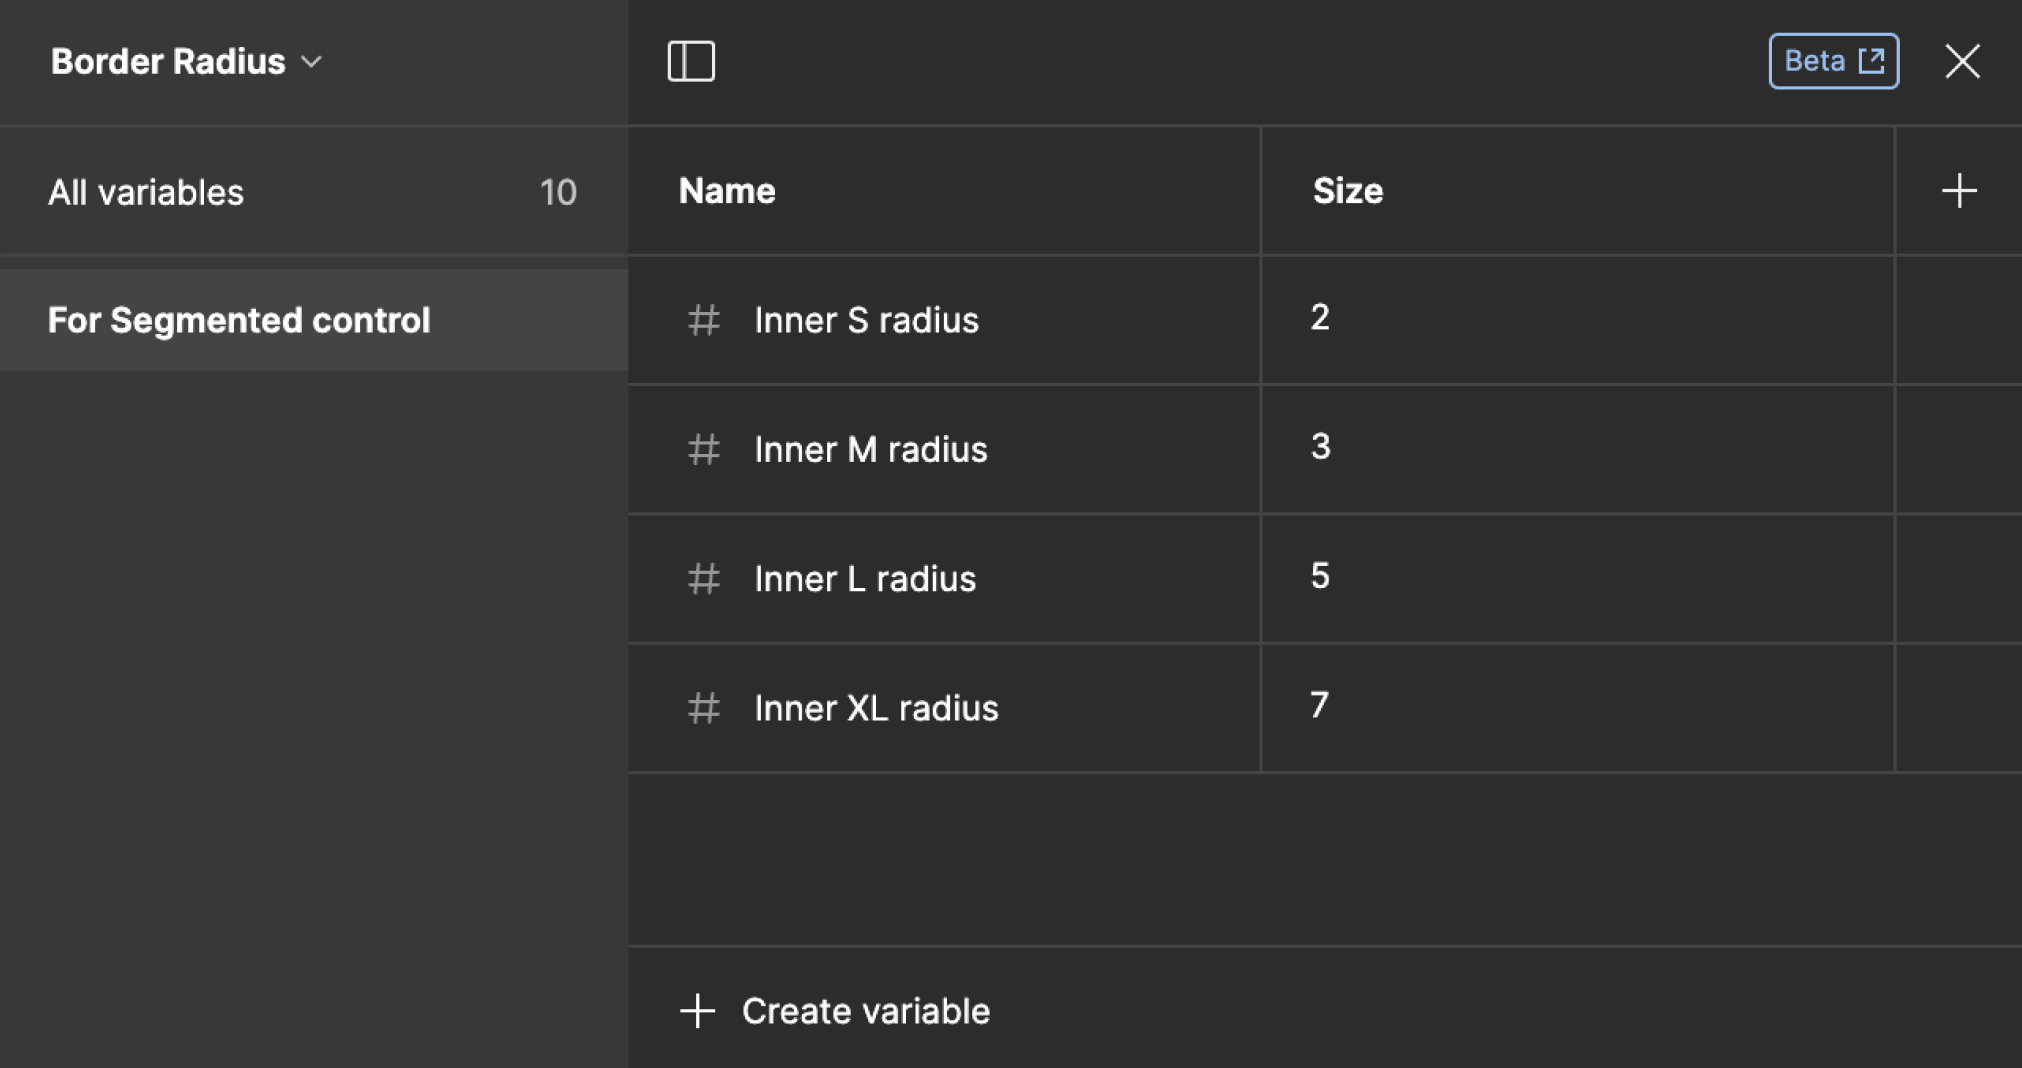 Border Radius
Beta
All variables 10
Name Size
For Segmented control
Inner S radius 2
Inner M radius 3
Inner L radius 5
Inner XL radius 7
Create variable